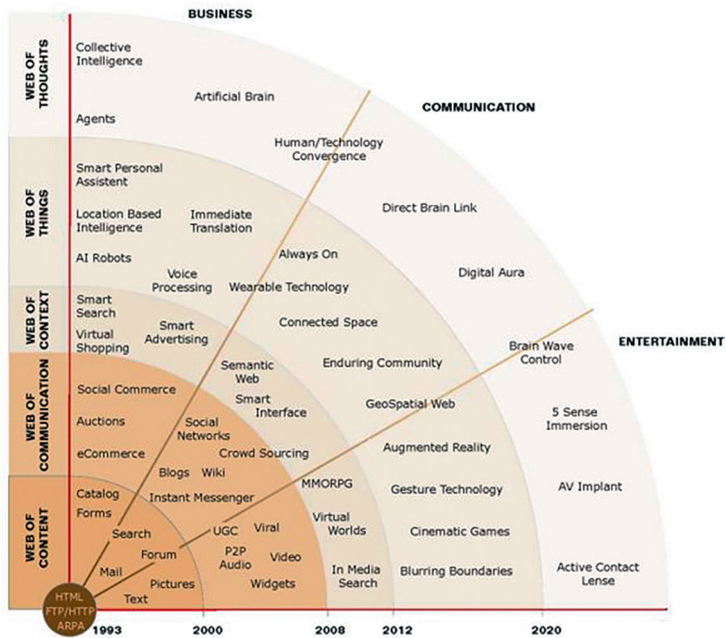 BUSINESS
COMMUNICATION
ENTERTAINMENT
WEB OF
THOUGHTS
Collective
Intelligence
Artificial Brain
Agents
Human/Technology
Convergence
Direct Brain Link
Digital Aura
Brain Wave
Control
5 Sense
Immersion
AV Implant
Active Contact
Lense
WEB OF
THINGS
Smart Personal
Assistent
Location Based
Intelligence
Immediate
Translation
AI Robots
Voice
Processing
Always On
Wearable Technology
Connected Space
Enduring Community
GeoSpatial Web
Augmented Reality
Gesture Technology
Cinematic Games
Blurring Boundaries
WEB OF
CONTEXT
Smart
Search
Virtual
Shopping
Smart
Advertising
Semantic
Web
Smart
Interface
MMORPG
Virtual
Worlds
In Media
Search
WEB OF
COMMUNICATION
Social Commerce
Auctions
eCommerce
Social
Networks
Crowd Sourcing
Blogs
Wiki
Instant Messenger
UGC
Viral
P2P
Audio
Video
Widgets
WEB OF
CONTENT
Catalog
Forms
Search
Forum
Mail
Pictures
Text
HTML
FTP/HTTP
ARPA
1993
2000
2008
2012
2020